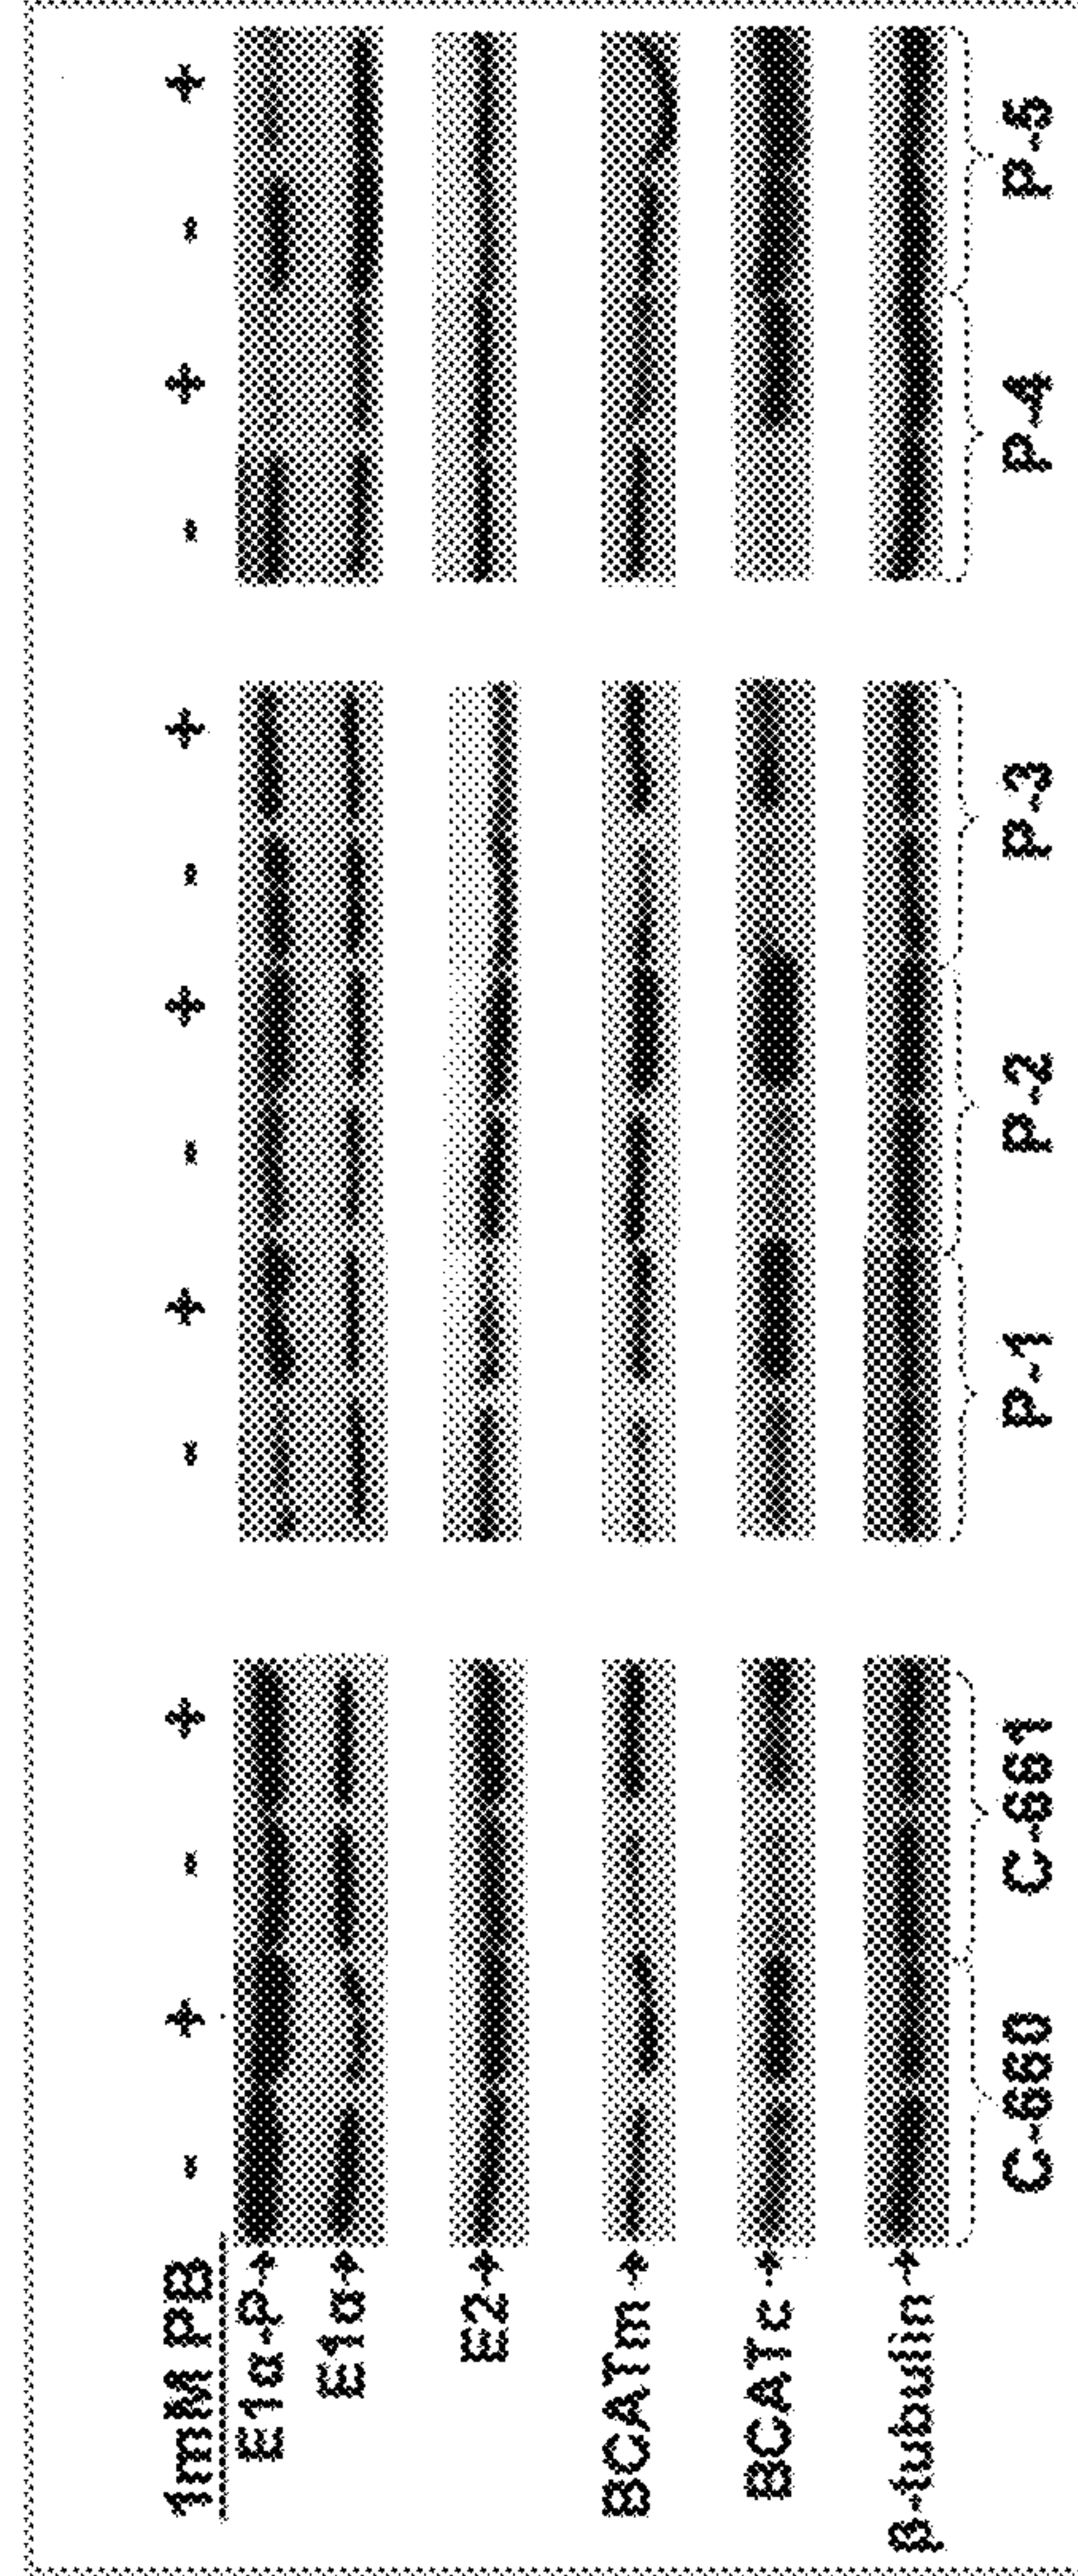 1mM PB - + - + - + - + - + - + - +
E1α-P→
E1α→
E2→
BCATm→
BCATc→
β-tubulin→
C-660 C-661 P-1 P-2 P-3 P-4 P-5